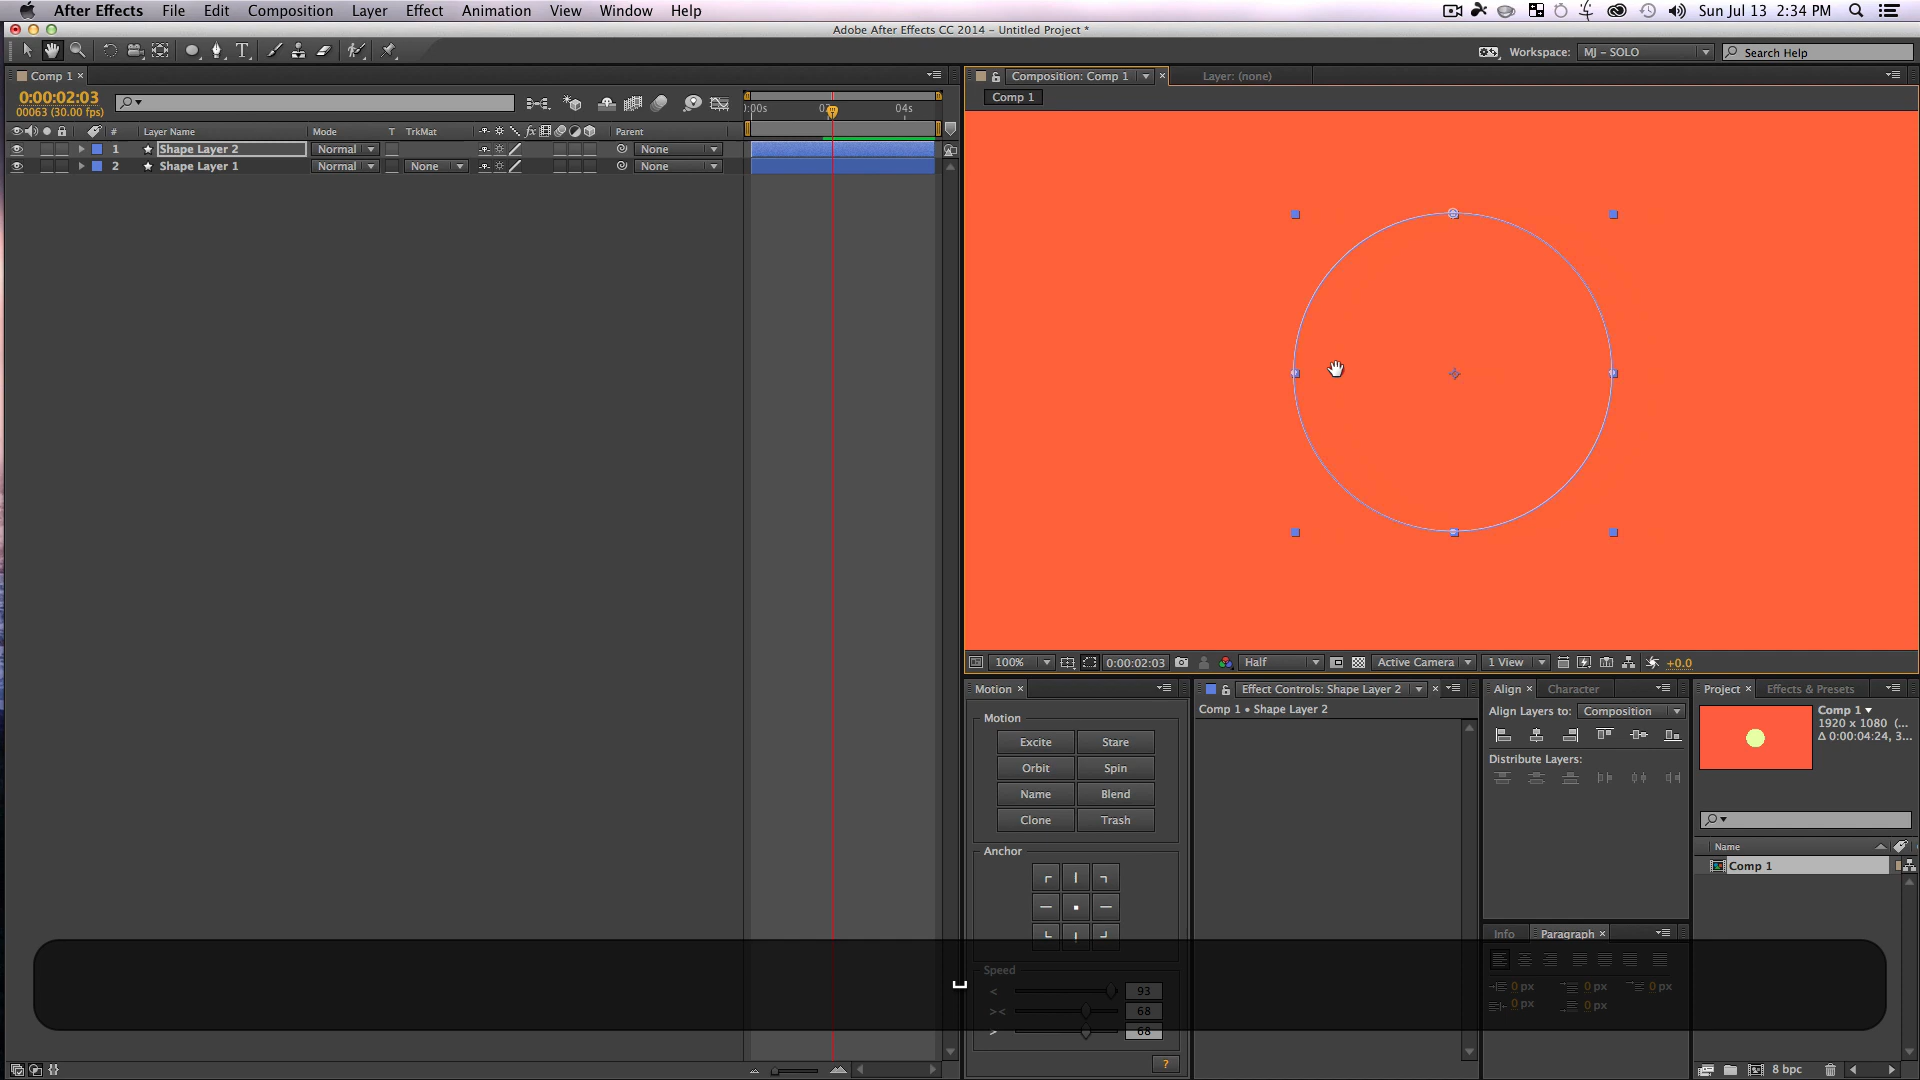 After Effects File Edit Composition Layer Effect Animation View Window Help Sun Jul 13 2:34 PM
Adobe After Effects CC 2014 – Untitled Project *
Workspace: MJ – SOLO Search Help
Comp 1 Composition: Comp 1 Layer: (none)
0:00:02:03
00063 (30.00 fps)
Comp 1
04s
# Layer Name Mode T TrkMat Parent
1 Shape Layer 2 Normal None
2 Shape Layer 1 Normal None None
100% 0:00:02:03 Half Active Camera 1 View +0.0
Motion Effect Controls: Shape Layer 2 Align Character Project Effects & Presets
Comp 1 • Shape Layer 2
Align Layers to: Composition
Distribute Layers:
Comp 1
1920 x 1080 (...
Δ 0:00:04:24, 3...
Motion
Excite Stare
Orbit Spin
Name Blend
Clone Trash
Anchor
Name
Comp 1
Info Paragraph
Speed
< 93
>< 68
> 68
0 px 0 px 0 px
0 px 0 px
?
8 bpc